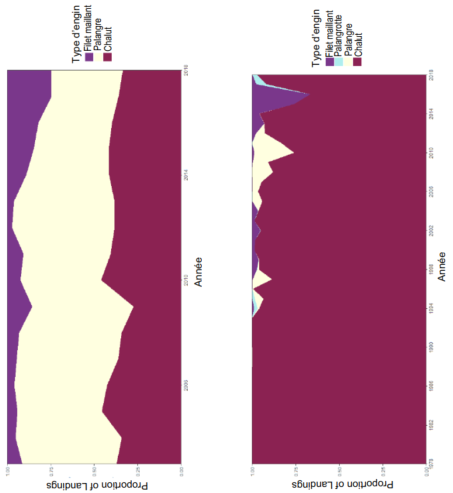 Type d'engin
Filet maillant
Palangre
Chalut
Proportion of Landings
1.00
0.75
0.50
0.25
0.00
2006
2010
2014
2018
Année
Type d'engin
Filet maillant
Palangrotte
Palangre
Chalut
Proportion of Landings
1.00
0.75
0.50
0.25
0.00
1978
1982
1986
1990
1994
1998
2002
2006
2010
2014
2018
Année